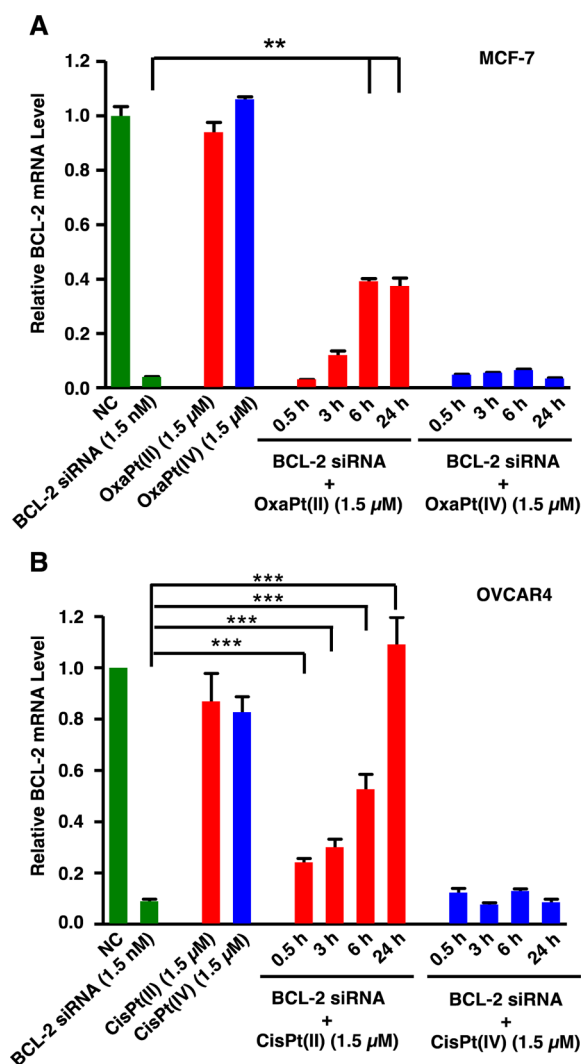 A
**
MCF-7
Relative BCL-2 mRNA Level
1.2
1.0
0.8
0.6
0.4
0.2
0.0
NC
BCL-2 siRNA (1.5 nM)
OxaPt(II) (1.5 μM)
OxaPt(IV) (1.5 μM)
0.5 h
3 h
6 h
24 h
0.5 h
3 h
6 h
24 h
BCL-2 siRNA
+
OxaPt(II) (1.5 μM)
BCL-2 siRNA
+
OxaPt(IV) (1.5 μM)
B
***
***
***
***
OVCAR4
Relative BCL-2 mRNA Level
1.2
1.0
0.8
0.6
0.4
0.2
0.0
NC
BCL-2 siRNA (1.5 nM)
CisPt(II) (1.5 μM)
CisPt(IV) (1.5 μM)
0.5 h
3 h
6 h
24 h
0.5 h
3 h
6 h
24 h
BCL-2 siRNA
+
CisPt(II) (1.5 μM)
BCL-2 siRNA
+
CisPt(IV) (1.5 μM)